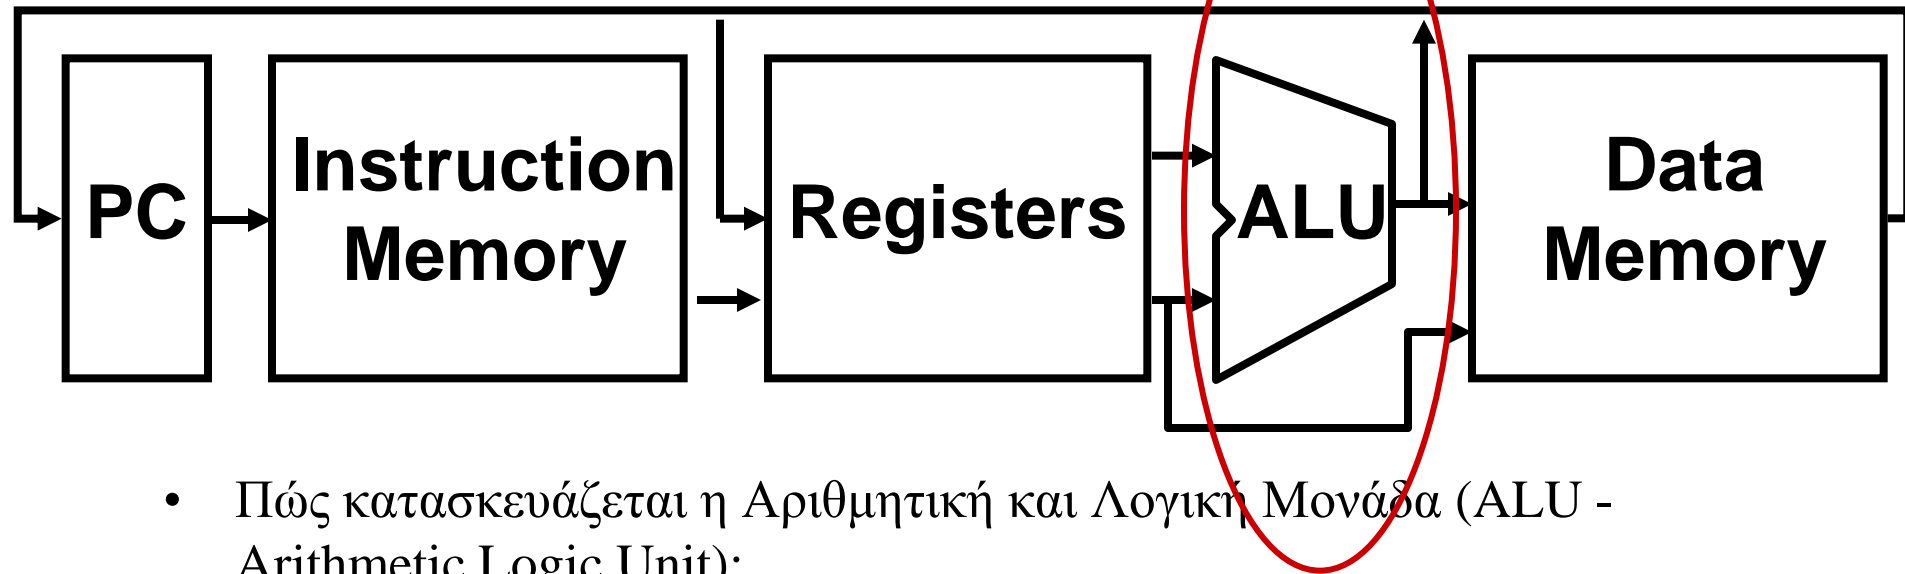 PC
Instruction
Memory
Registers
ALU
Data
Memory
• Πώς κατασκευάζεται η Αριθμητική και Λογική Μονάδα (ALU -
Arithmetic Logic Unit);